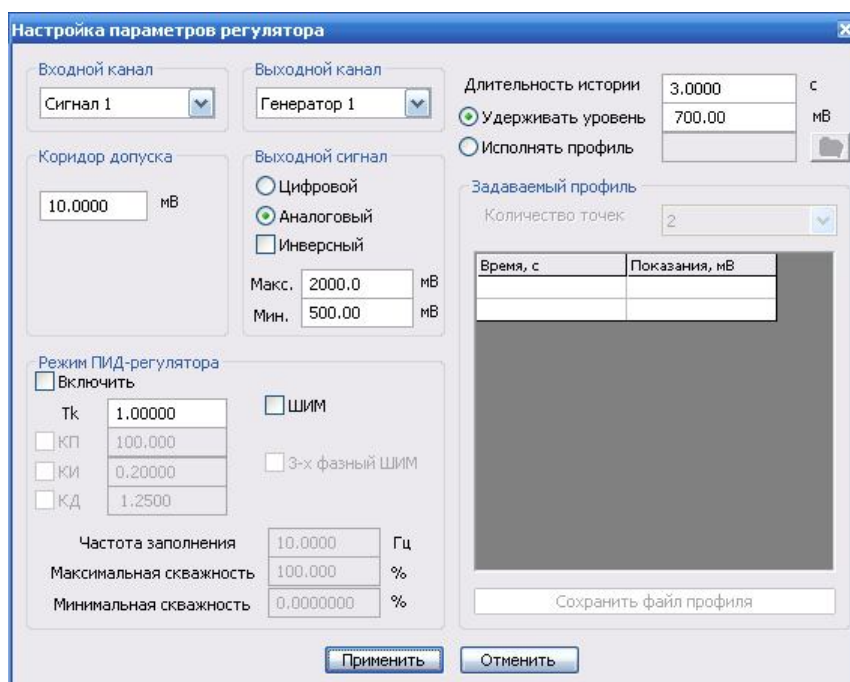 Настройка параметров регулятора
Входной канал
Сигнал 1
Выходной канал
Генератор 1
Длительность истории 3.0000 с
Удерживать уровень 700.00 мВ
Исполнять профиль
Коридор допуска
10.0000 мВ
Выходной сигнал
Цифровой
Аналоговый
Инверсный
Макс. 2000.0 мВ
Мин. 500.00 мВ
Задаваемый профиль
Количество точек 2
Время, с Показания, мВ
Режим ПИД-регулятора
Включить
Tk 1.00000
ШИМ
КП 100.000
КИ 0.20000
3-х фазный ШИМ
КД 1.2500
Частота заполнения 10.0000 Гц
Максимальная скважность 100.000 %
Минимальная скважность 0.0000000 %
Сохранить файл профиля
Применить Отменить